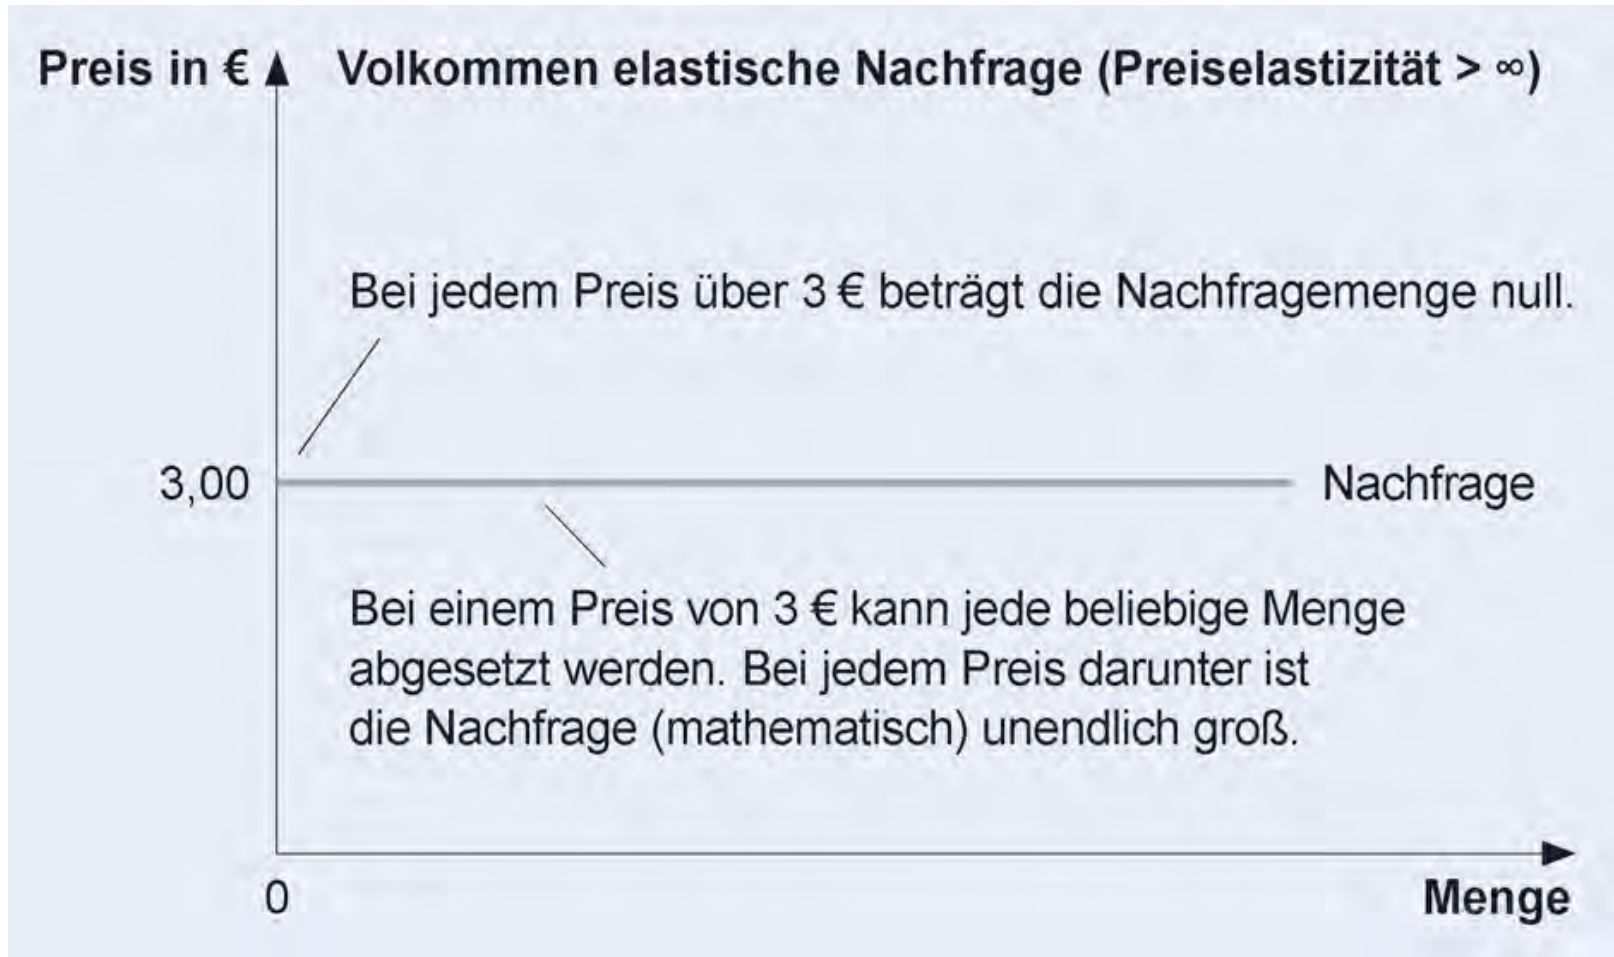 Preis in €
Volkommen elastische Nachfrage (Preiselastizität > ∞)
Bei jedem Preis über 3 € beträgt die Nachfragemenge null.
3,00
Nachfrage
Bei einem Preis von 3 € kann jede beliebige Menge
abgesetzt werden. Bei jedem Preis darunter ist
die Nachfrage (mathematisch) unendlich groß.
0
Menge